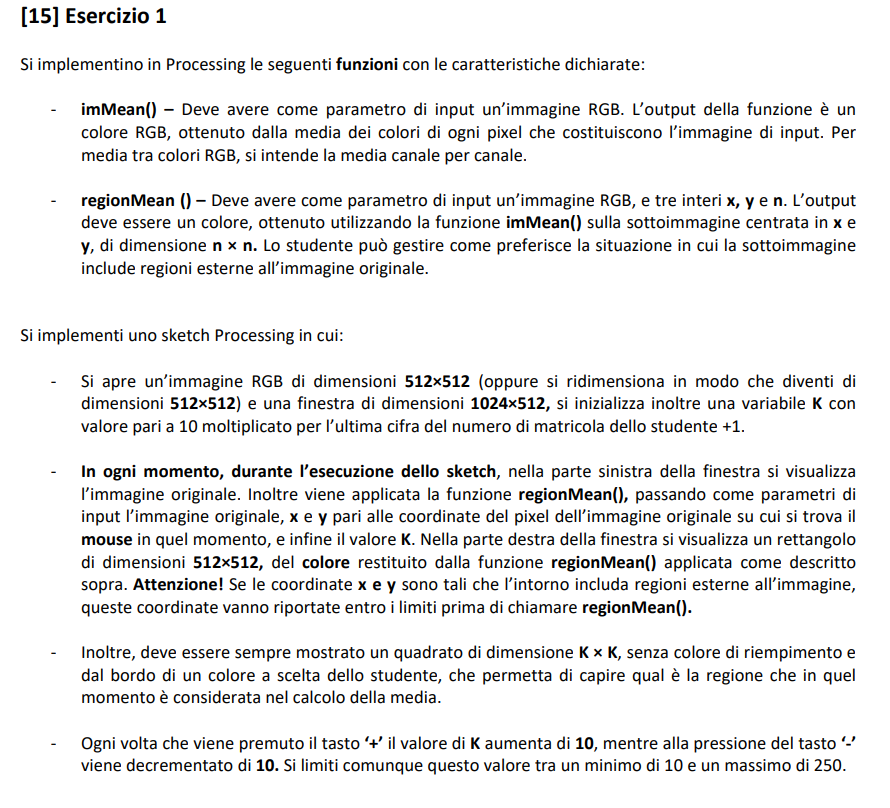 [15] Esercizio 1
Si implementino in Processing le seguenti funzioni con le caratteristiche dichiarate:
- imMean() – Deve avere come parametro di input un'immagine RGB. L'output della funzione è un
colore RGB, ottenuto dalla media dei colori di ogni pixel che costituiscono l'immagine di input. Per
media tra colori RGB, si intende la media canale per canale.
- regionMean () – Deve avere come parametro di input un'immagine RGB, e tre interi x, y e n. L'output
deve essere un colore, ottenuto utilizzando la funzione imMean() sulla sottoimmagine centrata in x e
y, di dimensione n × n. Lo studente può gestire come preferisce la situazione in cui la sottoimmagine
include regioni esterne all'immagine originale.
Si implementi uno sketch Processing in cui:
- Si apre un'immagine RGB di dimensioni 512×512 (oppure si ridimensiona in modo che diventi di
dimensioni 512×512) e una finestra di dimensioni 1024×512, si inizializza inoltre una variabile K con
valore pari a 10 moltiplicato per l'ultima cifra del numero di matricola dello studente +1.
- In ogni momento, durante l'esecuzione dello sketch, nella parte sinistra della finestra si visualizza
l'immagine originale. Inoltre viene applicata la funzione regionMean(), passando come parametri di
input l'immagine originale, x e y pari alle coordinate del pixel dell'immagine originale su cui si trova il
mouse in quel momento, e infine il valore K. Nella parte destra della finestra si visualizza un rettangolo
di dimensioni 512×512, del colore restituito dalla funzione regionMean() applicata come descritto
sopra. Attenzione! Se le coordinate x e y sono tali che l'intorno includa regioni esterne all'immagine,
queste coordinate vanno riportate entro i limiti prima di chiamare regionMean().
- Inoltre, deve essere sempre mostrato un quadrato di dimensione K × K, senza colore di riempimento e
dal bordo di un colore a scelta dello studente, che permetta di capire qual è la regione che in quel
momento è considerata nel calcolo della media.
- Ogni volta che viene premuto il tasto '+' il valore di K aumenta di 10, mentre alla pressione del tasto '-'
viene decrementato di 10. Si limiti comunque questo valore tra un minimo di 10 e un massimo di 250.